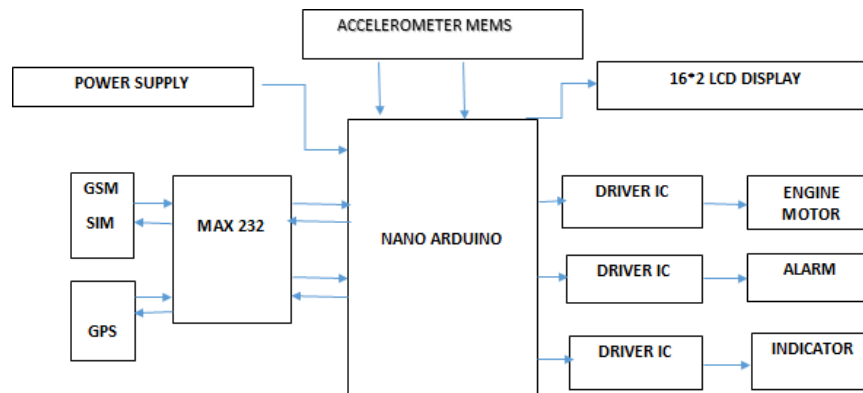 ACCELEROMETER MEMS
POWER SUPPLY
16*2 LCD DISPLAY
GSM
SIM
MAX 232
NANO ARDUINO
DRIVER IC
ENGINE
MOTOR
DRIVER IC
ALARM
GPS
DRIVER IC
INDICATOR